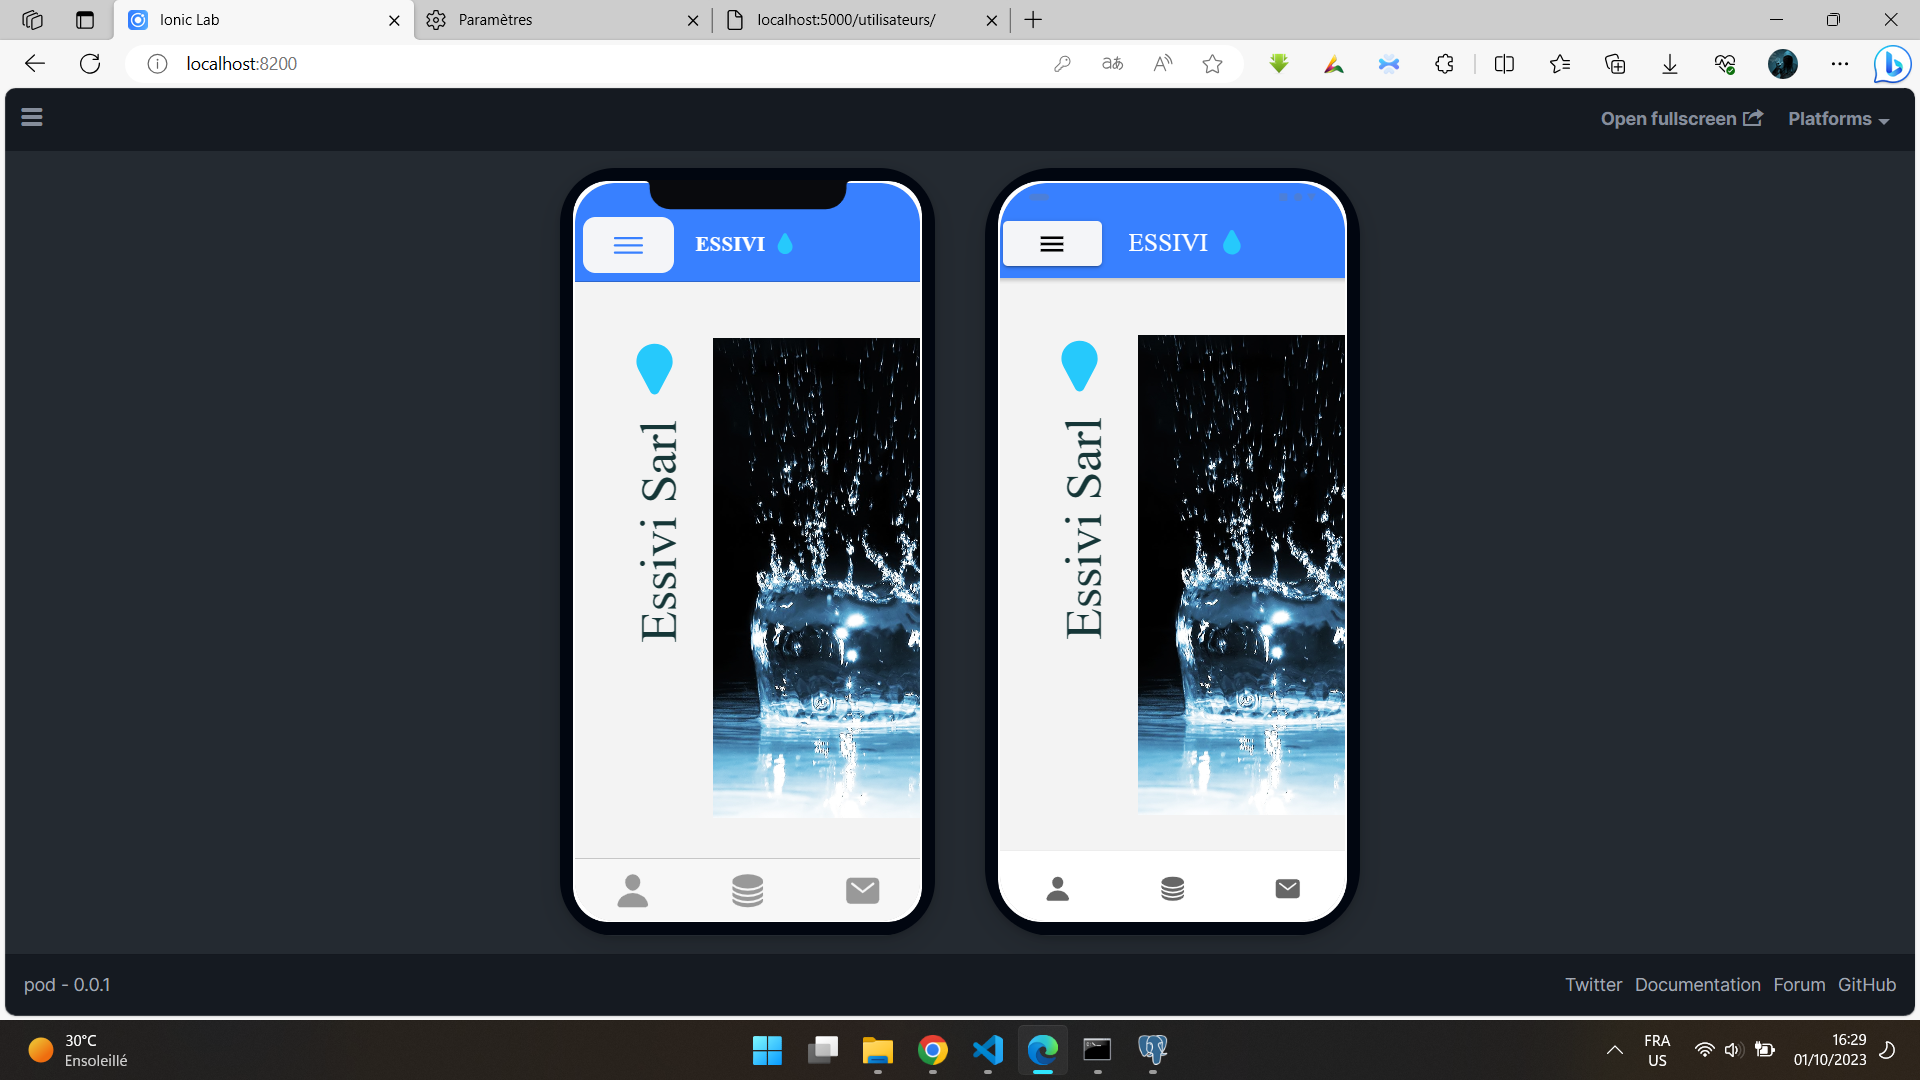 Ionic Lab
Paramètres
localhost:5000/utilisateurs/
localhost:8200
Open fullscreen
Platforms
ESSIVI
Essivi Sarl
ESSIVI
Essivi Sarl
pod - 0.0.1
Twitter Documentation Forum GitHub
30°C
Ensoleillé
FRA
US
16:29
01/10/2023